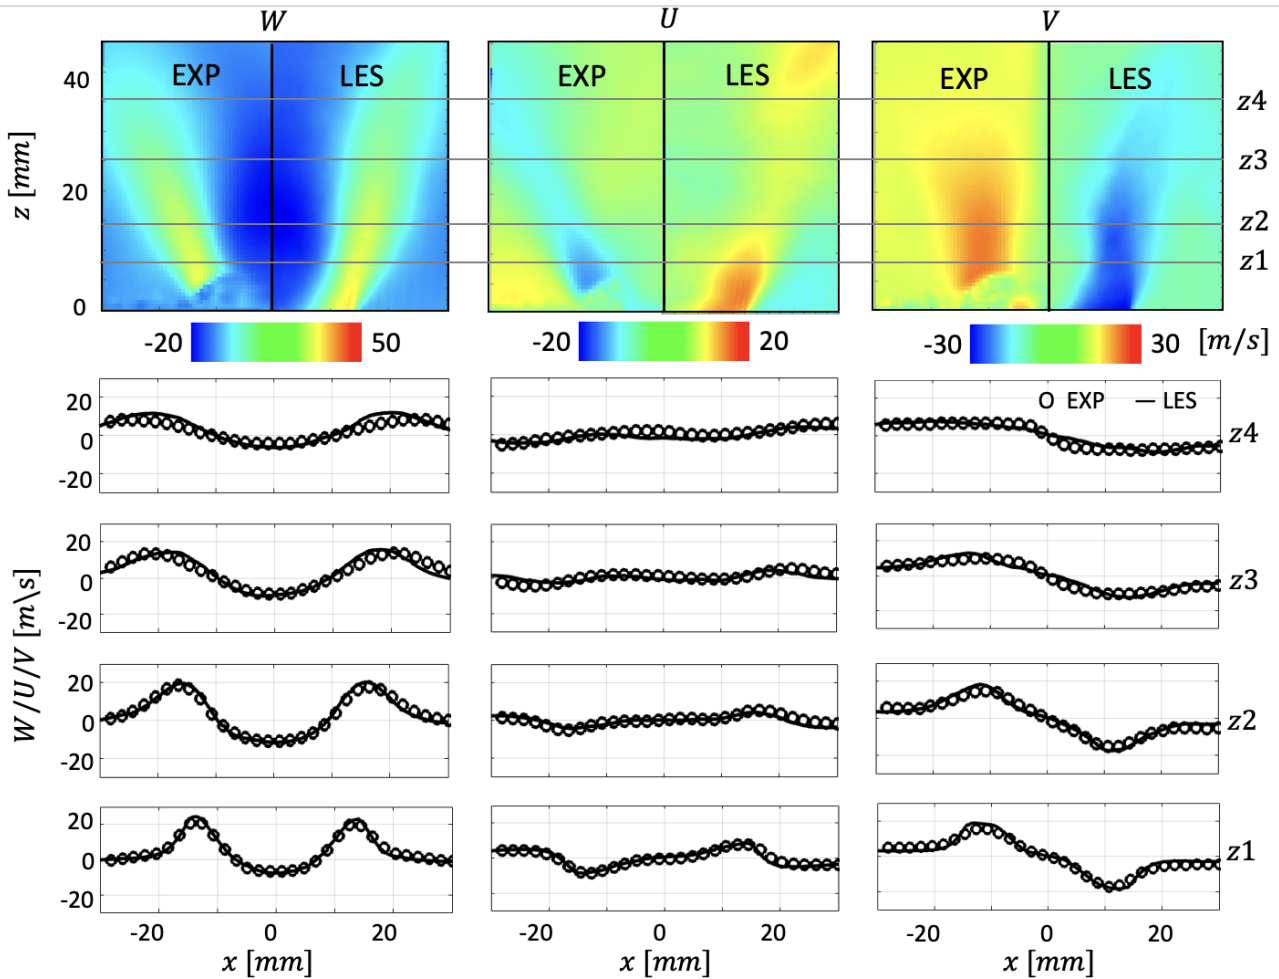 W U V
EXP LES EXP LES EXP LES
40
z4
z3
z [mm]
20
z2
z1
0
-20 50 -20 20 -30 30 [m/s]
20
0
-20
O EXP — LES
z4
20
0
-20
z3
W/U/V [m\s]
20
0
-20
z2
20
0
-20
z1
-20 0 20 -20 0 20 -20 0 20
x [mm] x [mm] x [mm]